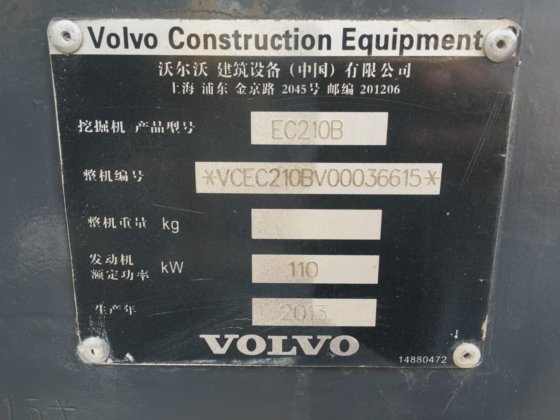 Volvo Construction Equipment
沃尔沃 建筑设备（中国）有限公司
上海 浦东 金京路 2045号 邮编 201206
挖掘机 产品型号 EC210B
整机编号 *VCEC210BV00036615*
整机重量 kg
发动机
额定功率 kW 110
生产年 2013
VOLVO
14880472
15*